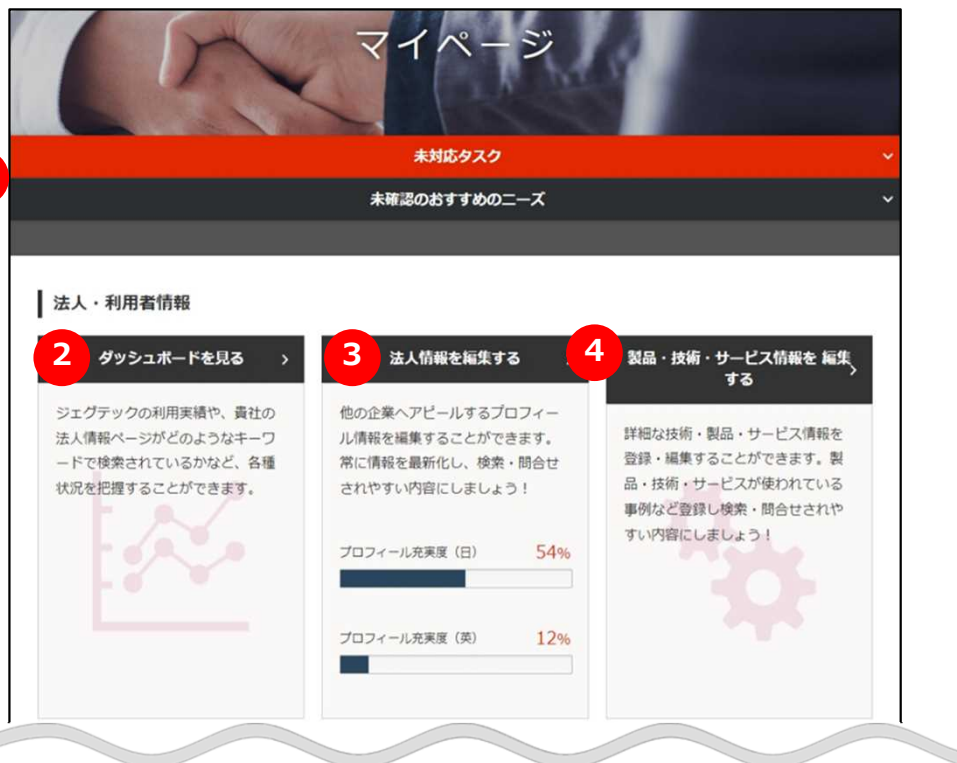 マイページ
未対応タスク
未確認のおすすめのニーズ
法人・利用者情報
2
ダッシュボードを見る
ジェグテックの利用実績や、貴社の
法人情報ページがどのようなキーワ
ードで検索されているかなど、各種
状況を把握することができます。
3
法人情報を編集する
他の企業へアピールするプロフィー
ル情報を編集することができます。
常に情報を最新化し、検索・問合せ
されやすい内容にしましょう！
プロフィール充実度（日） 54%
プロフィール充実度（英） 12%
4
製品・技術・サービス情報を 編集
する
詳細な技術・製品・サービス情報を
登録・編集することができます。製
品・技術・サービスが使われている
事例など登録し検索・問合せされや
すい内容にしましょう！